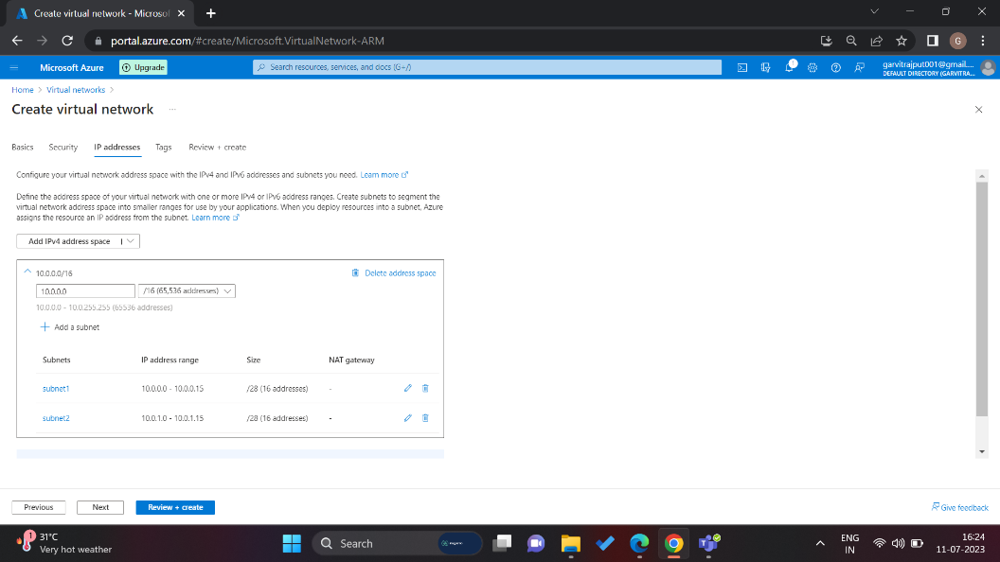 Create virtual network - Microsof
portal.azure.com/#create/Microsoft.VirtualNetwork-ARM
G
Microsoft Azure
Upgrade
Search resources, services, and docs (G+/)
1
garvitrajput001@gmail....
DEFAULT DIRECTORY (GARVITRA...
Home > Virtual networks >
Create virtual network ...
Basics Security IP addresses Tags Review + create
Configure your virtual network address space with the IPv4 and IPv6 addresses and subnets you need. Learn more
Define the address space of your virtual network with one or more IPv4 or IPv6 address ranges. Create subnets to segment the
virtual network address space into smaller ranges for use by your applications. When you deploy resources into a subnet, Azure
assigns the resource an IP address from the subnet. Learn more
Add IPv4 address space |
10.0.0.0/16 Delete address space
10.0.0.0 /16 (65,536 addresses)
10.0.0.0 - 10.0.255.255 (65536 addresses)
+ Add a subnet
Subnets IP address range Size NAT gateway
subnet1 10.0.0.0 - 10.0.0.15 /28 (16 addresses) -
subnet2 10.0.1.0 - 10.0.1.15 /28 (16 addresses) -
Previous Next Review + create Give feedback
1
31°C
Very hot weather
Search
ENG
IN
16:24
11-07-2023